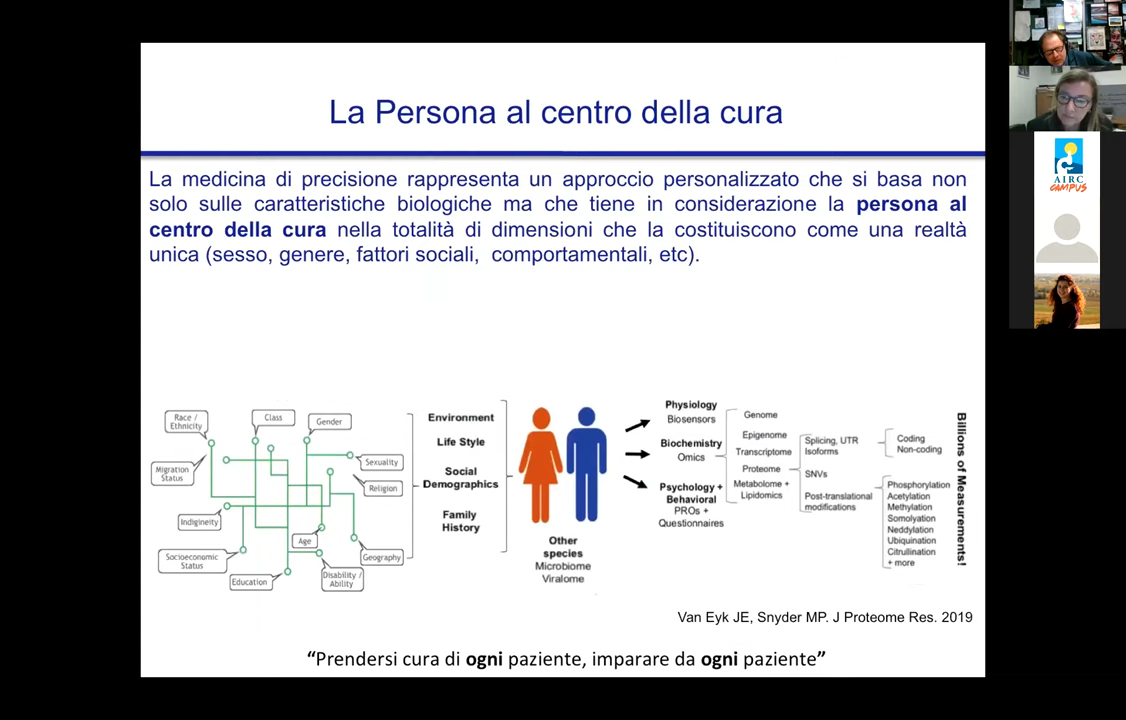 La Persona al centro della cura
La medicina di precisione rappresenta un approccio personalizzato che si basa non
solo sulle caratteristiche biologiche ma che tiene in considerazione la persona al
centro della cura nella totalità di dimensioni che la costituiscono come una realtà
unica (sesso, genere, fattori sociali, comportamentali, etc).
Race /
Ethnicity
Class
Gender
Migration
Status
Sexuality
Religion
Indigineity
Age
Geography
Socioeconomic
Status
Education
Disability /
Ability
Environment
Life Style
Social
Demographics
Family
History
Other
species
Microbiome
Viralome
Physiology
Biosensors
Biochemistry
Omics
Psychology +
Behavioral
PROs +
Questionnaires
Genome
Epigenome
Transcriptome
Proteome
Metabolome +
Lipidomics
Splicing, UTR
Isoforms
SNVs
Post-translational
modifications
Coding
Non-coding
Phosphorylation
Acetylation
Methylation
Somolyation
Neddylation
Ubiquination
Citrullination
+ more
Billions of Measurements!
Van Eyk JE, Snyder MP. J Proteome Res. 2019
“Prendersi cura di ogni paziente, imparare da ogni paziente”
AIRC
CAMPUS